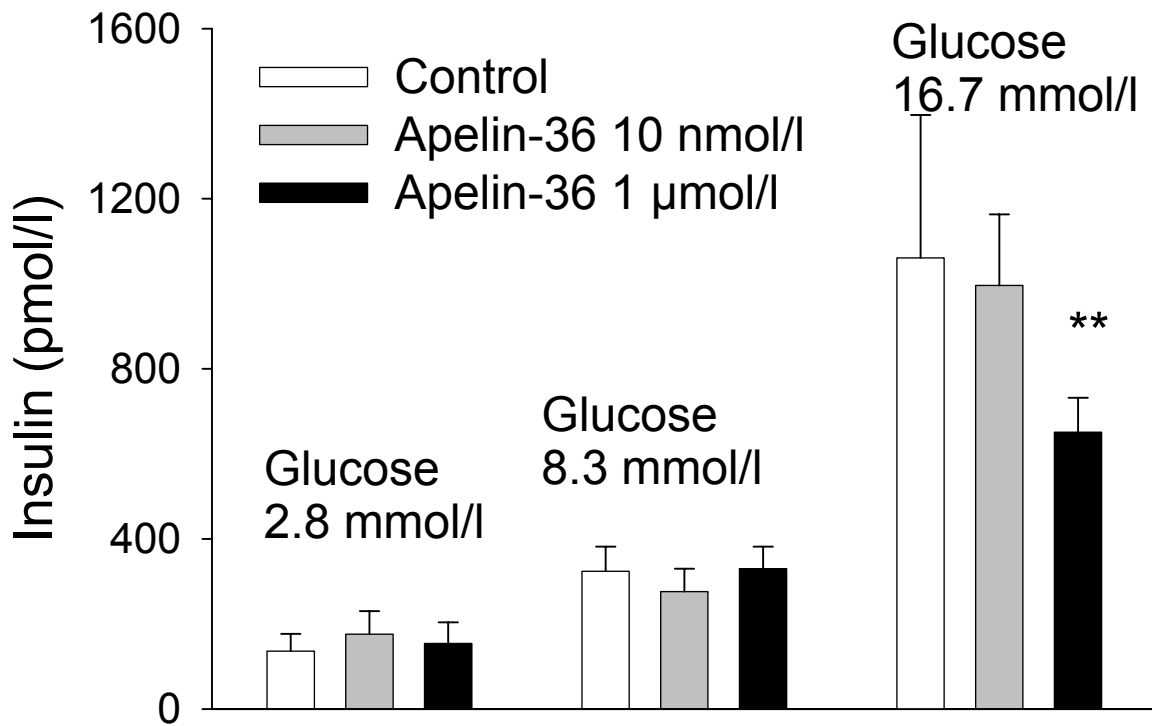 1600
1200
800
400
0
Insulin (pmol/l)
Control
Apelin-36 10 nmol/l
Apelin-36 1 μmol/l
Glucose
2.8 mmol/l
Glucose
8.3 mmol/l
Glucose
16.7 mmol/l
**